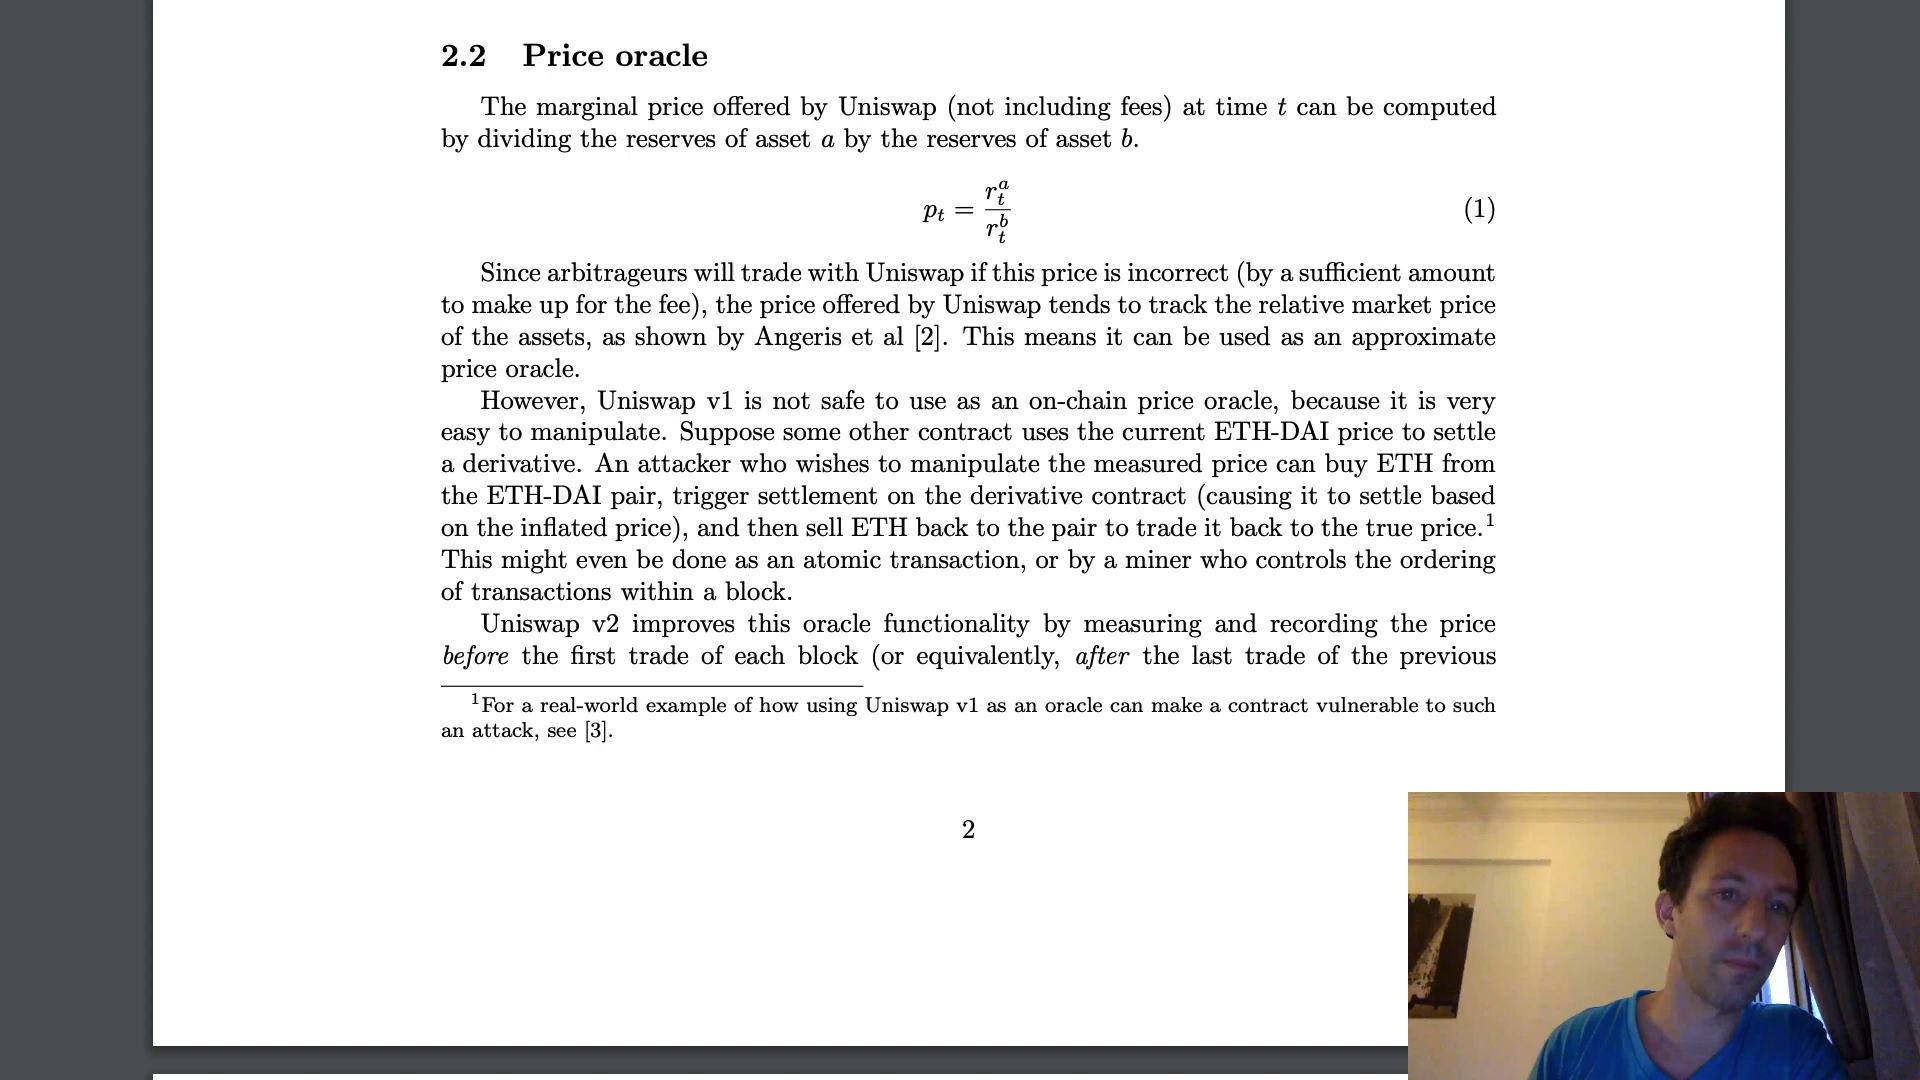 2.2 Price oracle
The marginal price offered by Uniswap (not including fees) at time t can be computed
by dividing the reserves of asset a by the reserves of asset b.
p_t = r_t^a / r_t^b (1)
Since arbitrageurs will trade with Uniswap if this price is incorrect (by a sufficient amount
to make up for the fee), the price offered by Uniswap tends to track the relative market price
of the assets, as shown by Angeris et al [2]. This means it can be used as an approximate
price oracle.
However, Uniswap v1 is not safe to use as an on-chain price oracle, because it is very
easy to manipulate. Suppose some other contract uses the current ETH-DAI price to settle
a derivative. An attacker who wishes to manipulate the measured price can buy ETH from
the ETH-DAI pair, trigger settlement on the derivative contract (causing it to settle based
on the inflated price), and then sell ETH back to the pair to trade it back to the true price.¹
This might even be done as an atomic transaction, or by a miner who controls the ordering
of transactions within a block.
Uniswap v2 improves this oracle functionality by measuring and recording the price
before the first trade of each block (or equivalently, after the last trade of the previous
¹For a real-world example of how using Uniswap v1 as an oracle can make a contract vulnerable to such
an attack, see [3].
2